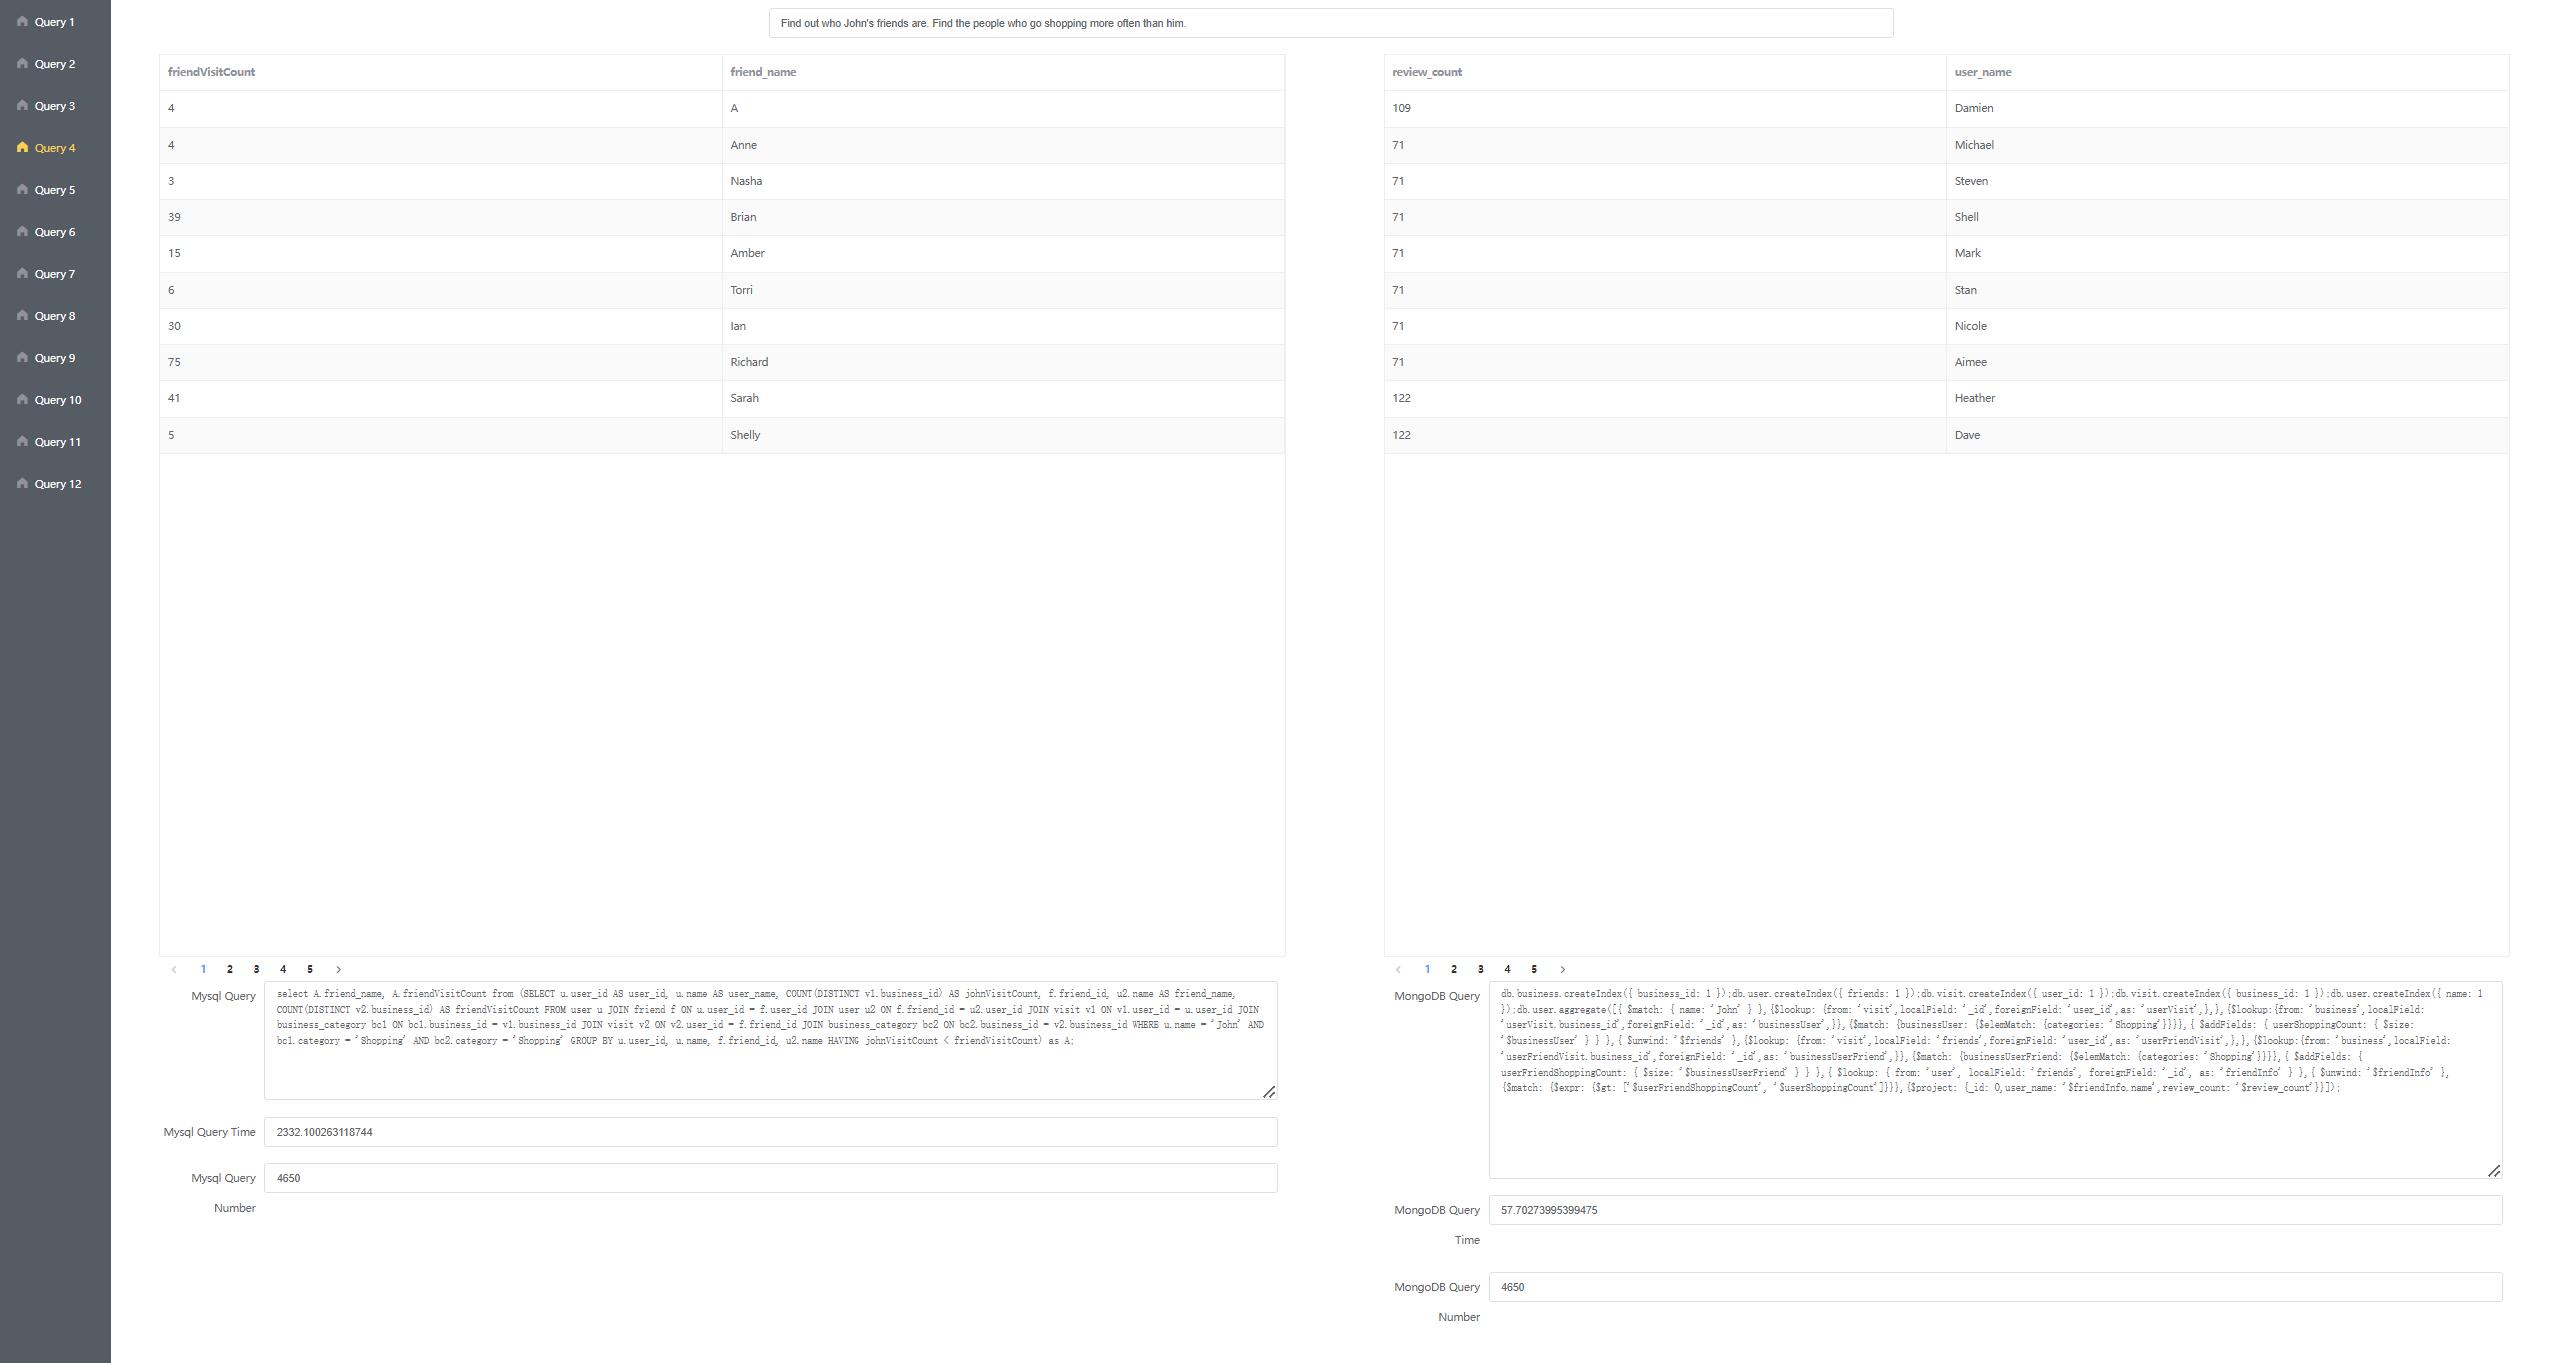 Query 1
Query 2
Query 3
Query 4
Query 5
Query 6
Query 7
Query 8
Query 9
Query 10
Query 11
Query 12
Find out who John's friends are. Find the people who go shopping more often than him.
friendVisitCount friend_name
4 A
4 Anne
3 Nasha
39 Brian
15 Amber
6 Torri
30 Ian
75 Richard
41 Sarah
5 Shelly
1 2 3 4 5
Mysql Query
select A.friend_name, A.friendVisitCount from (SELECT u.user_id AS user_id, u.name AS user_name, COUNT(DISTINCT v1.business_id) AS johnVisitCount, f.friend_id, u2.name AS friend_name,
COUNT(DISTINCT v2.business_id) AS friendVisitCount FROM user u JOIN friend f ON u.user_id = f.user_id JOIN user u2 ON f.friend_id = u2.user_id JOIN visit v1 ON v1.user_id = u.user_id JOIN
business_category bc1 ON bc1.business_id = v1.business_id JOIN visit v2 ON v2.user_id = f.friend_id JOIN business_category bc2 ON bc2.business_id = v2.business_id WHERE u.name = 'John' AND
bc1.category = 'Shopping' AND bc2.category = 'Shopping' GROUP BY u.user_id, u.name, f.friend_id, u2.name HAVING johnVisitCount < friendVisitCount) as A;
Mysql Query Time
2332.100263118744
Mysql Query
Number
4650
review_count user_name
109 Damien
71 Michael
71 Steven
71 Shell
71 Mark
71 Stan
71 Nicole
71 Aimee
122 Heather
122 Dave
1 2 3 4 5
MongoDB Query
db.business.createIndex({ business_id: 1 });db.user.createIndex({ friends: 1 });db.visit.createIndex({ user_id: 1 });db.visit.createIndex({ business_id: 1 });db.user.createIndex({ name: 1
});db.user.aggregate([{ $match: { name: 'John' } },{$lookup: {from: 'visit',localField: '_id',foreignField: 'user_id',as: 'userVisit',},},{$lookup:{from: 'business',localField:
'userVisit.business_id',foreignField: '_id',as: 'businessUser',}},{$match: {businessUser: {$elemMatch: {categories: 'Shopping'}}}},{ $addFields: { userShoppingCount: { $size:
'$businessUser' } } },{ $unwind: '$friends' },{$lookup: {from: 'visit',localField: 'friends',foreignField: 'user_id',as: 'userFriendVisit',},},{$lookup:{from: 'business',localField:
'userFriendVisit.business_id',foreignField: '_id',as: 'businessUserFriend',}},{$match: {businessUserFriend: {$elemMatch: {categories: 'Shopping'}}}},{ $addFields: {
userFriendShoppingCount: { $size: '$businessUserFriend' } } },{ $lookup: { from: 'user', localField: 'friends', foreignField: '_id', as: 'friendInfo' } },{ $unwind: '$friendInfo' },
{$match: {$expr: {$gt: ['$userFriendShoppingCount', '$userShoppingCount']}}},{$project: {_id: 0,user_name: '$friendInfo.name',review_count: '$review_count'}}]);
MongoDB Query
Time
57.70273995399475
MongoDB Query
Number
4650